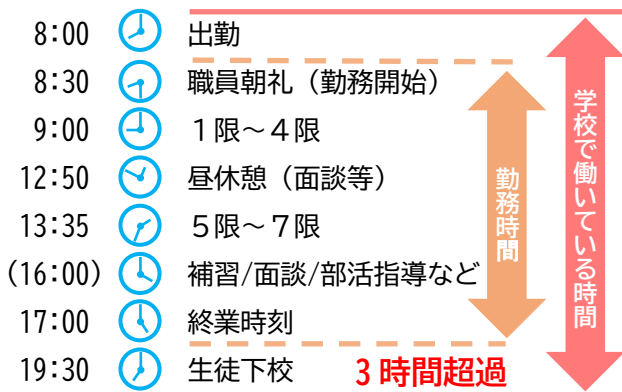 8:00 出勤
8:30 職員朝礼（勤務開始）
9:00 １限～４限
12:50 昼休憩（面談等）
13:35 ５限～７限
(16:00) 補習/面談/部活指導など
17:00 終業時刻
19:30 生徒下校 ３時間超過
勤務時間
学校で働いている時間